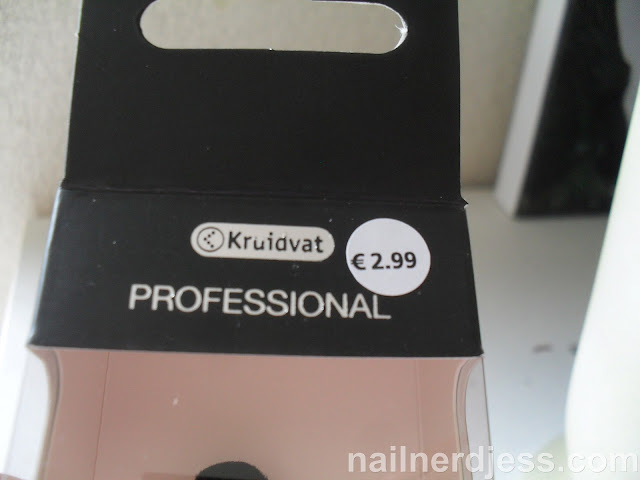 Kruidvat
€ 2.99
PROFESSIONAL
nailnerdjess.com